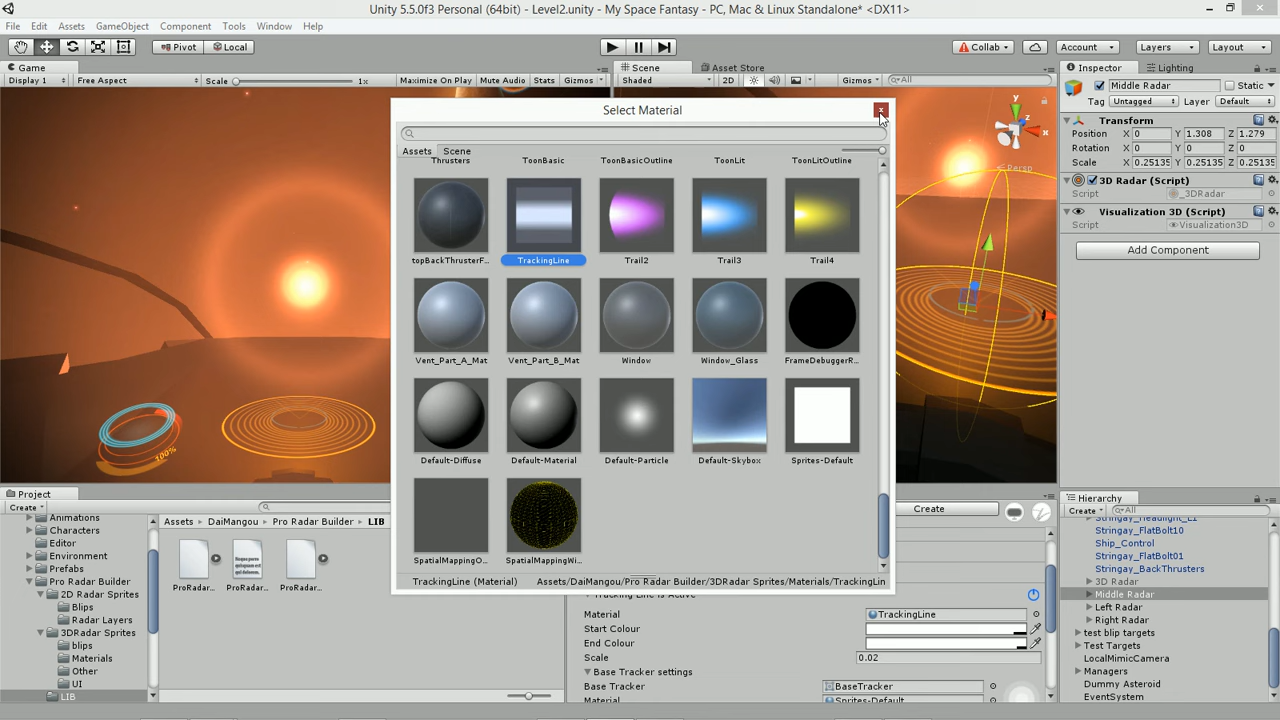 Unity 5.5.0f3 Personal (64bit) - Level2.unity - My Space Fantasy - PC, Mac & Linux Standalone* <DX11>
File Edit Assets GameObject Component Tools Window Help
Pivot Local Collab Account Layers Layout
Game Scene Asset Store Inspector Lighting
Display 1 Free Aspect Scale 1x Maximize On Play Mute Audio Stats Gizmos Shaded 2D Gizmos All
Middle Radar Static
Tag Untagged Layer Default
Transform
Position X 0 Y 1.308 Z 1.279
Rotation X 0 Y 0 Z 0
Scale X 0.25135 Y 0.25135 Z 0.25135
3D Radar (Script)
Script _3DRadar
Visualization 3D (Script)
Script Visualization3D
Add Component
y
x
Persp
100%
Select Material
x
Assets Scene
Thrusters ToonBasic ToonBasicOutline ToonLit ToonLitOutline
topBackThrusterF... TrackingLine Trail2 Trail3 Trail4
Vent_Part_A_Mat Vent_Part_B_Mat Window Window_Glass FrameDebuggerR...
Default-Diffuse Default-Material Default-Particle Default-Skybox Sprites-Default
SpatialMappingO... SpatialMappingWi...
TrackingLine (Material) Assets/DaiMangou/Pro Radar Builder/3DRadar Sprites/Materials/TrackingLin
Project
Create
Animations
Characters
Editor
Environment
Prefabs
Pro Radar Builder
2D Radar Sprites
Blips
Radar Layers
3DRadar Sprites
blips
Materials
Other
UI
LIB
Assets DaiMangou Pro Radar Builder LIB
ProRadar... ProRadar... ProRadar...
Create
Tracking Line is Active
Material TrackingLine
Start Colour
End Colour
Scale 0.02
Base Tracker settings
Base Tracker BaseTracker
Material Sprites-Default
Hierarchy
Create All
Stringay_Headlight_L1
Stringay_FlatBolt10
Ship_Control
Stringay_FlatBolt01
Stringay_BackThrusters
3D Radar
Middle Radar
Left Radar
Right Radar
test blip targets
Test Targets
LocalMimicCamera
Managers
Dummy Asteroid
EventSystem